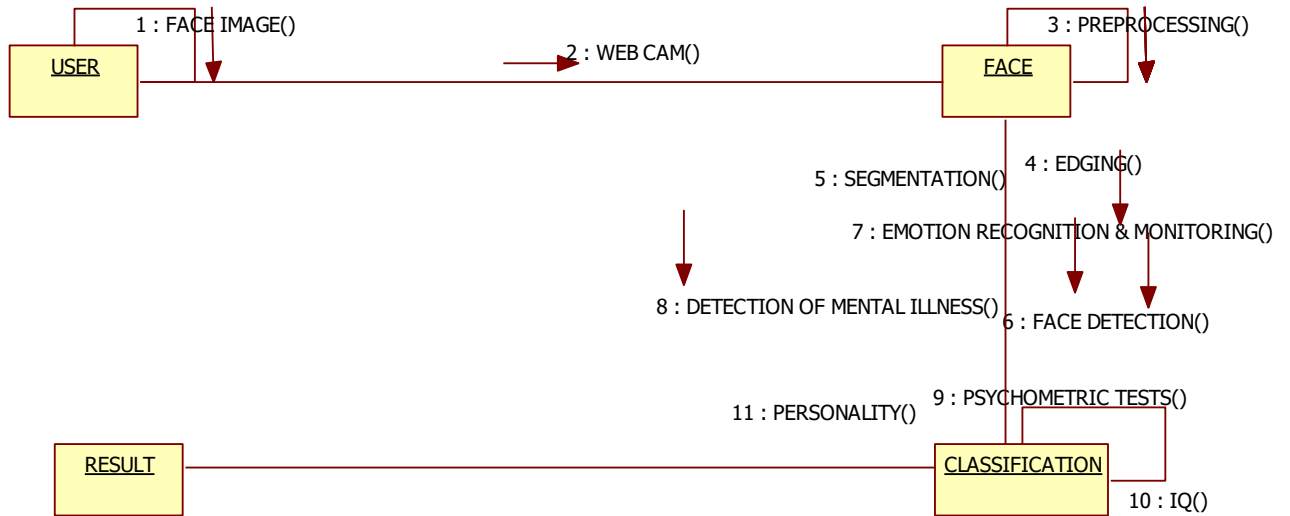 1 : FACE IMAGE()
3 : PREPROCESSING()
2 : WEB CAM()
USER
FACE
4 : EDGING()
5 : SEGMENTATION()
7 : EMOTION RECOGNITION & MONITORING()
8 : DETECTION OF MENTAL ILLNESS()
6 : FACE DETECTION()
9 : PSYCHOMETRIC TESTS()
11 : PERSONALITY()
RESULT
CLASSIFICATION
10 : IQ()